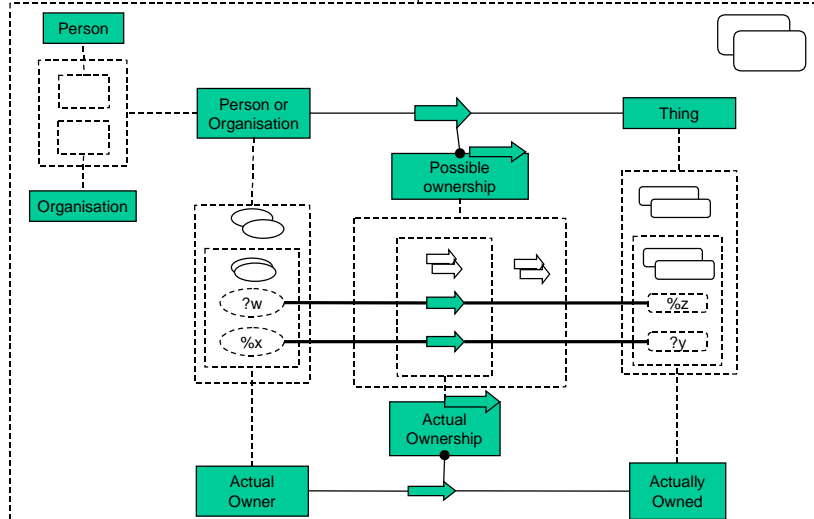 Person
Person or
Organisation
Thing
Possible
ownership
Organisation
?w
%z
%x
?y
Actual
Ownership
Actual
Owner
Actually
Owned